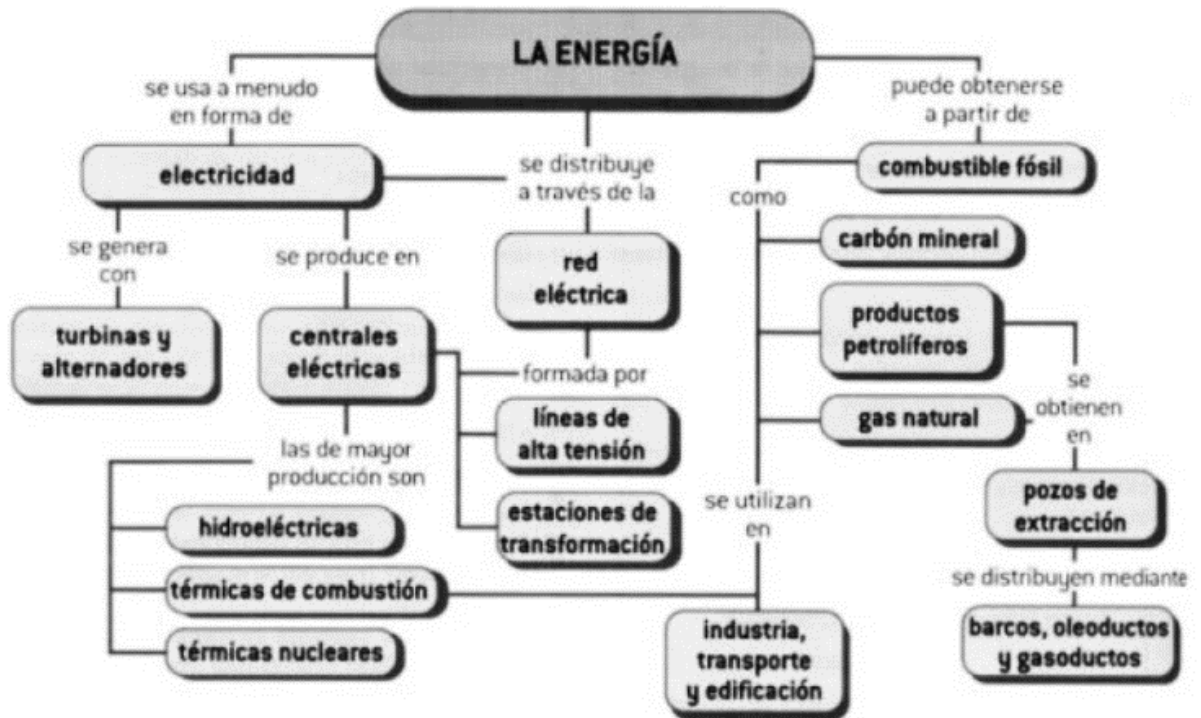 LA ENERGÍA
se usa a menudo
en forma de
electricidad
se genera
con
turbinas y
alternadores
se produce en
centrales
eléctricas
las de mayor
producción son
hidroeléctricas
térmicas de combustión
térmicas nucleares
se distribuye
a través de la
red
eléctrica
formada por
líneas de
alta tensión
estaciones de
transformación
puede obtenerse
a partir de
combustible fósil
como
carbón mineral
productos
petrolíferos
gas natural
se utilizan
en
industria,
transporte
y edificación
se
obtienen
en
pozos de
extracción
se distribuyen mediante
barcos, oleoductos
y gasoductos